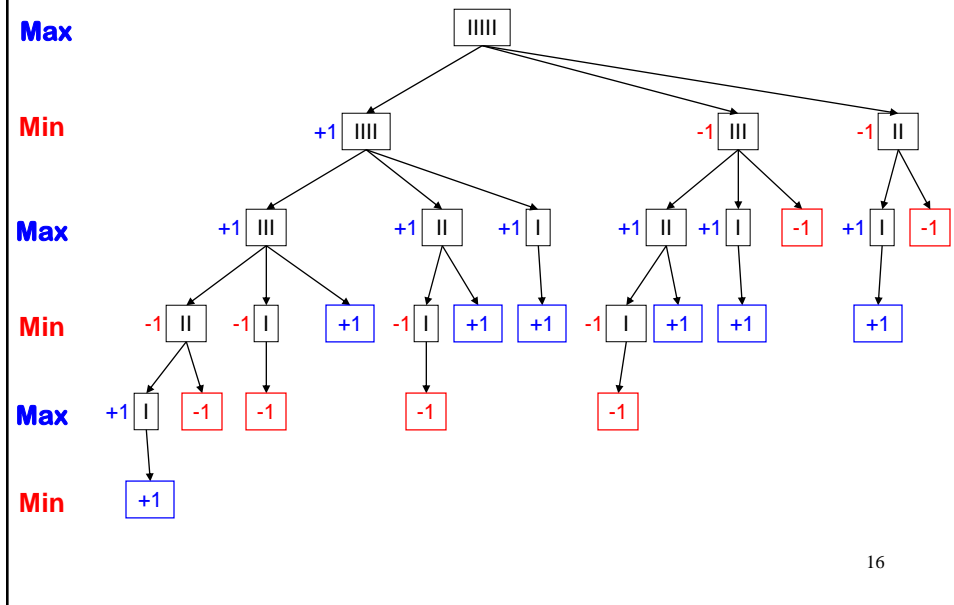 Max IIIII
Min +1 IIII -1 III -1 II
Max +1 III +1 II +1 I +1 II +1 I -1 +1 I -1
Min -1 II -1 I +1 -1 I +1 +1 -1 I +1 +1 +1
Max +1 I -1 -1 -1 -1
Min +1
16